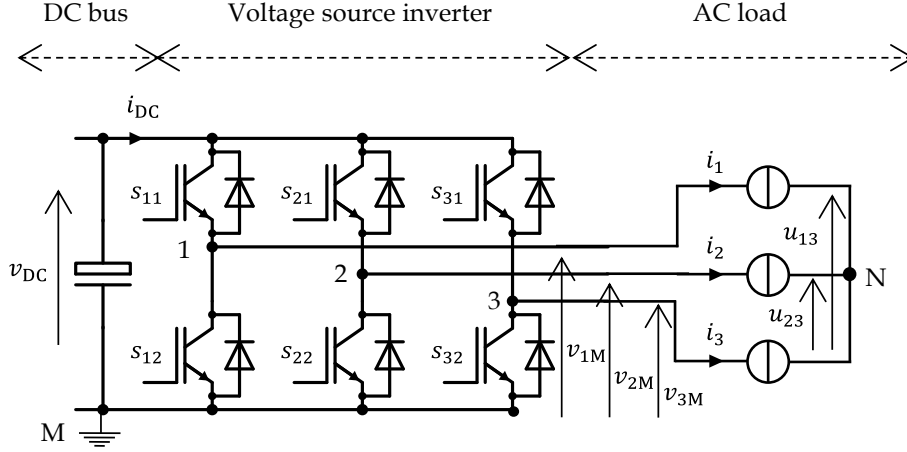 DC bus Voltage source inverter AC load
i_DC
s_11 s_21 s_31 i_1
1 i_2 u_13
v_DC 2 N
3 u_23
i_3
s_12 s_22 s_32 v_1M
v_2M
v_3M
M